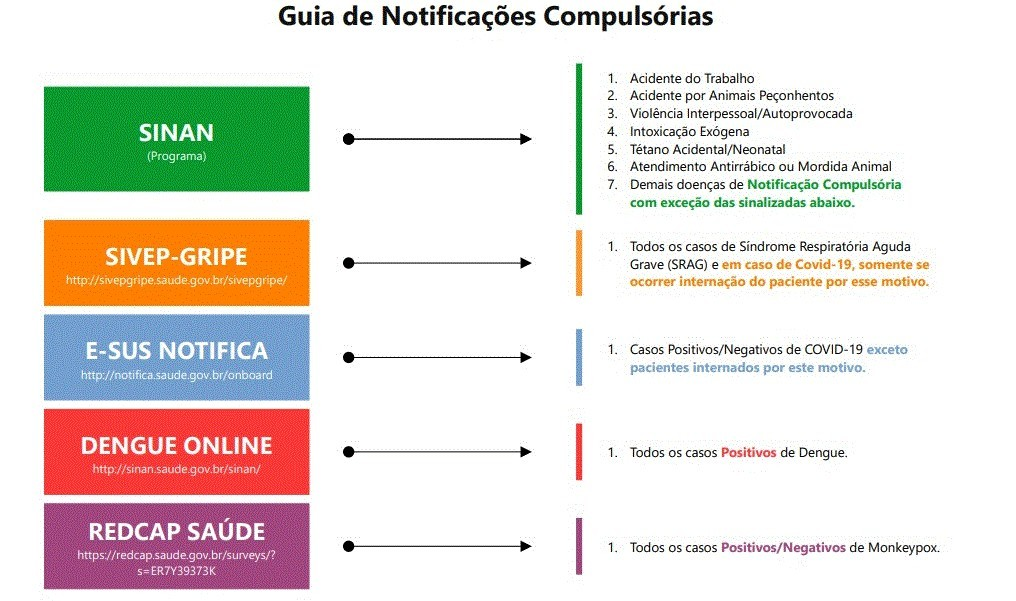 Guia de Notificações Compulsórias
SINAN
(Programa)
1. Acidente do Trabalho
2. Acidente por Animais Peçonhentos
3. Violência Interpessoal/Autoprovocada
4. Intoxicação Exógena
5. Tétano Acidental/Neonatal
6. Atendimento Antirrábico ou Mordida Animal
7. Demais doenças de Notificação Compulsória
com exceção das sinalizadas abaixo.
SIVEP-GRIPE
http://sivepgripe.saude.gov.br/sivepgripe/
1. Todos os casos de Síndrome Respiratória Aguda
Grave (SRAG) e em caso de Covid-19, somente se
ocorrer internação do paciente por esse motivo.
E-SUS NOTIFICA
http://notifica.saude.gov.br/onboard
1. Casos Positivos/Negativos de COVID-19 exceto
pacientes internados por este motivo.
DENGUE ONLINE
http://sinan.saude.gov.br/sinan/
1. Todos os casos Positivos de Dengue.
REDCAP SAÚDE
https://redcap.saude.gov.br/surveys/?
s=ER7Y39373K
1. Todos os casos Positivos/Negativos de Monkeypox.